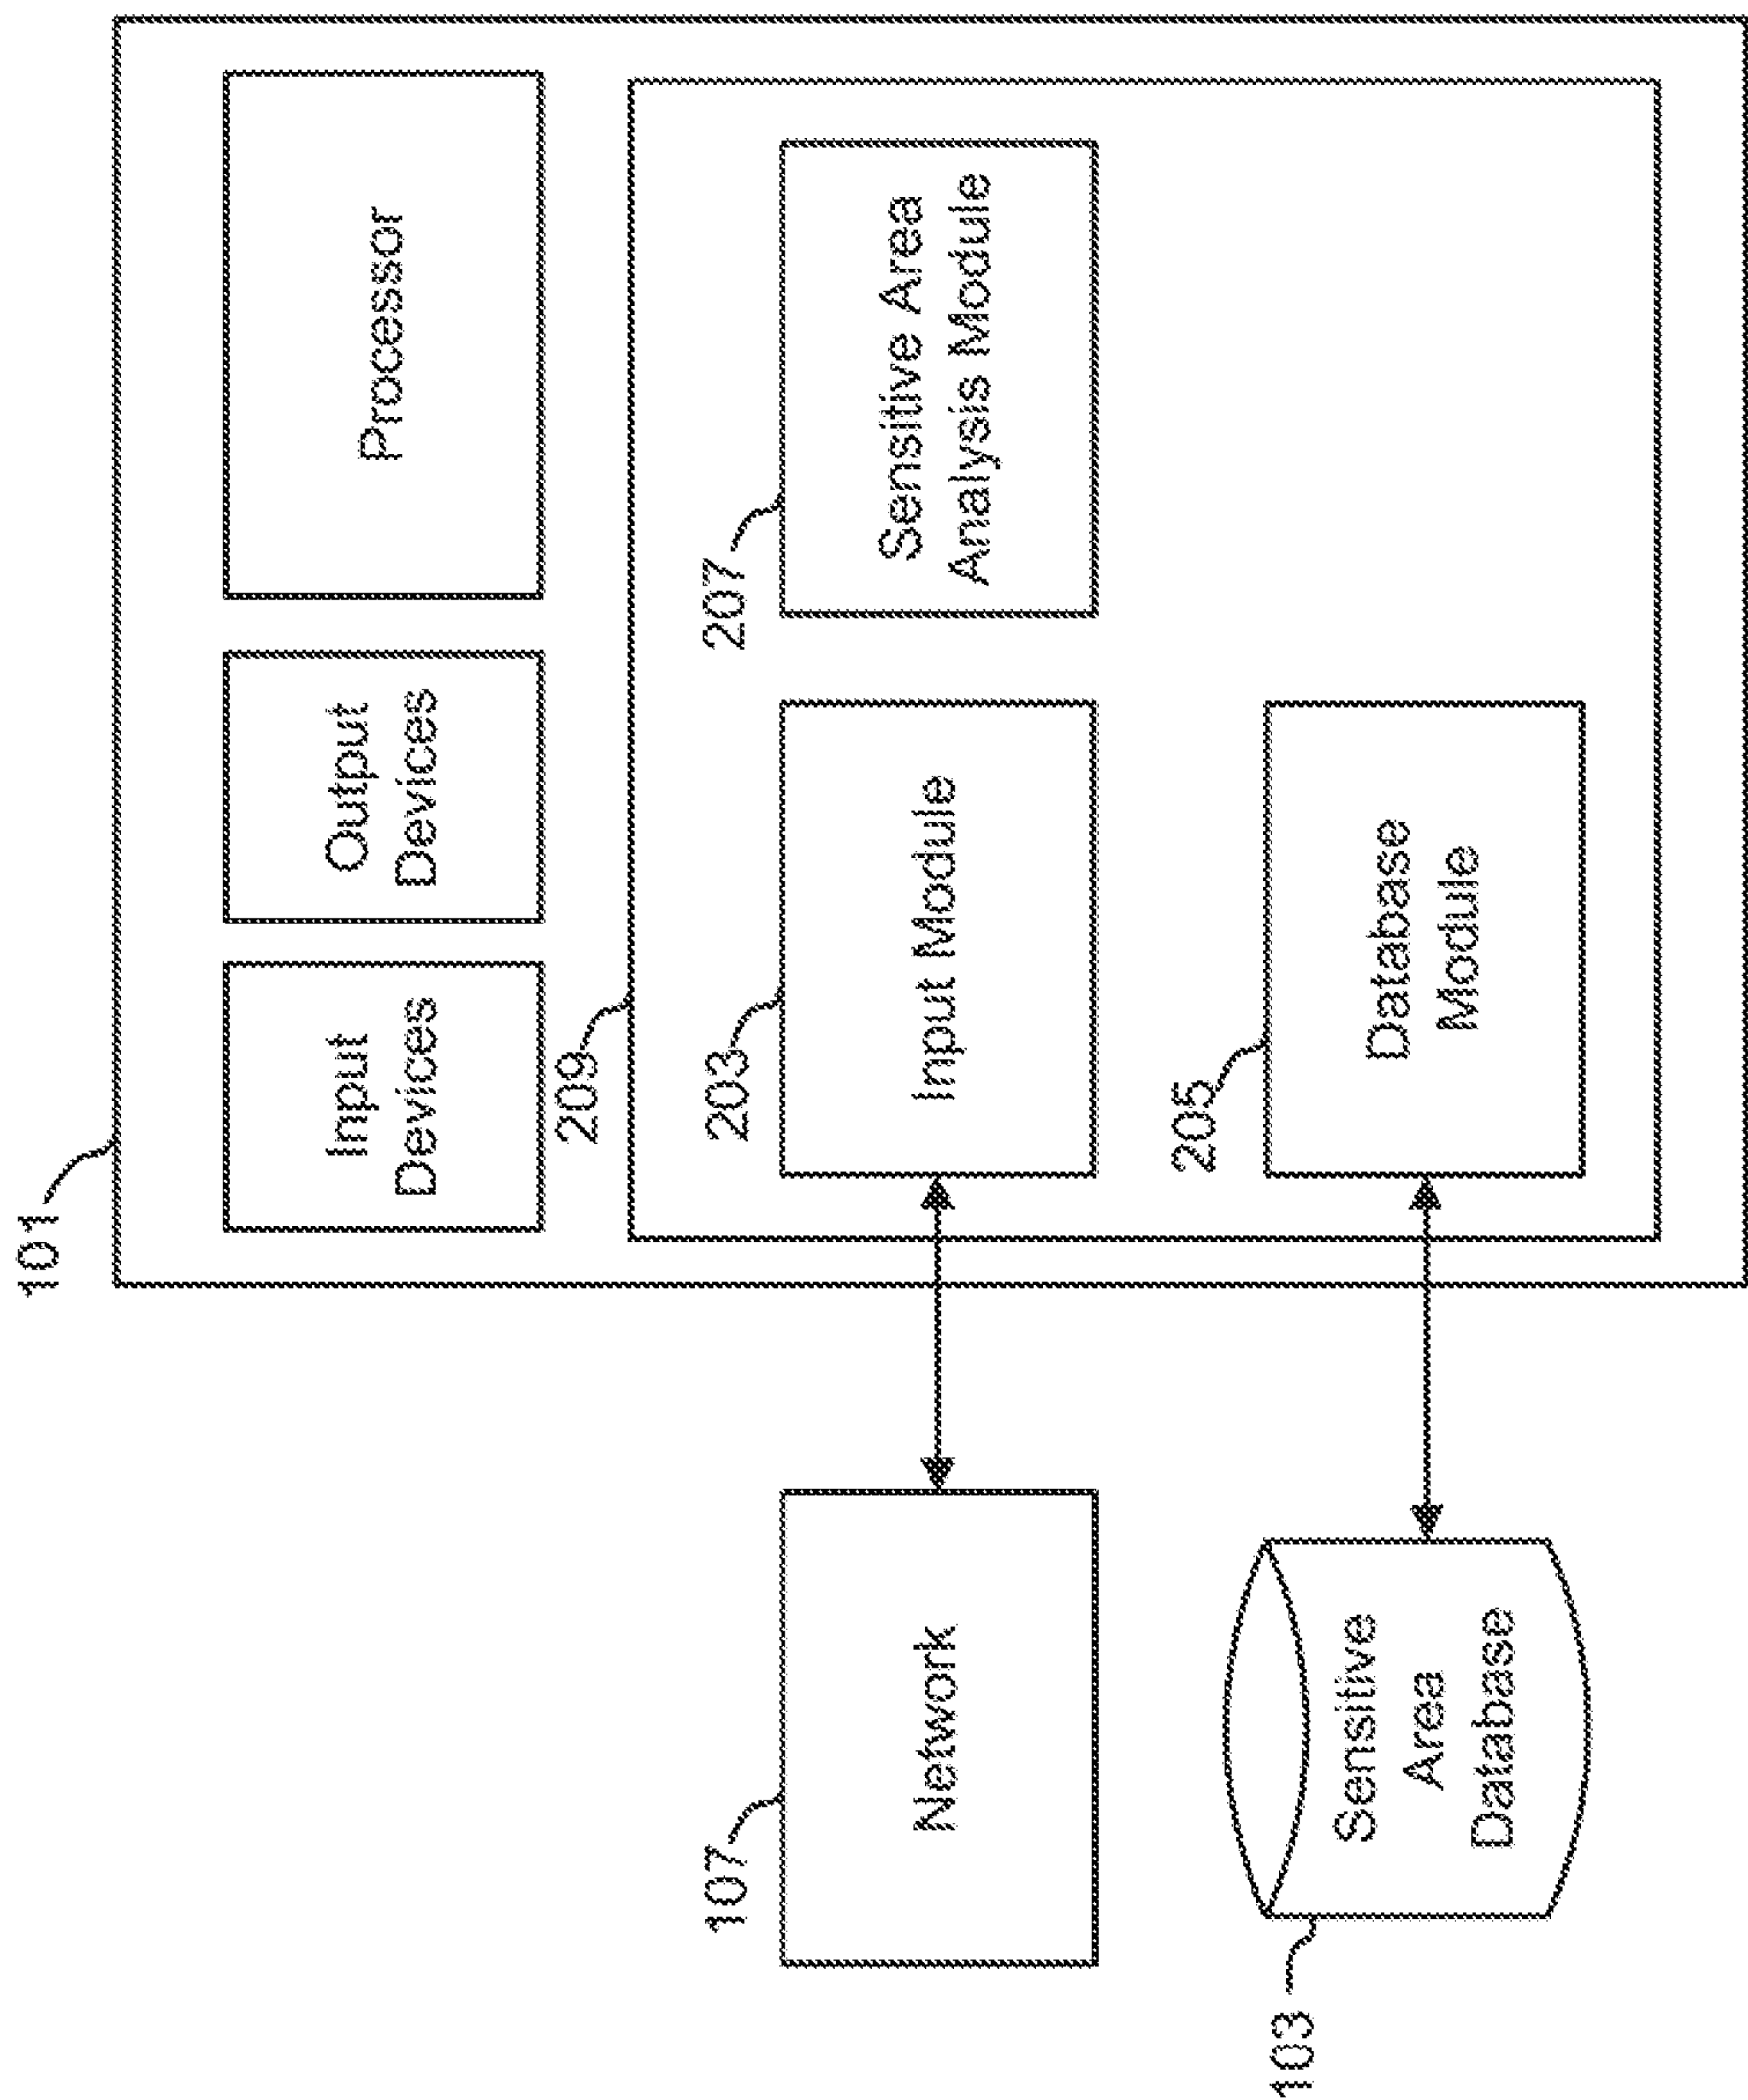 101
Input
Devices
Output
Devices
Processor
209
107
Network
203
Input Module
207
Sensitive Area
Analysis Module
103
Sensitive
Area
Database
205
Database
Module